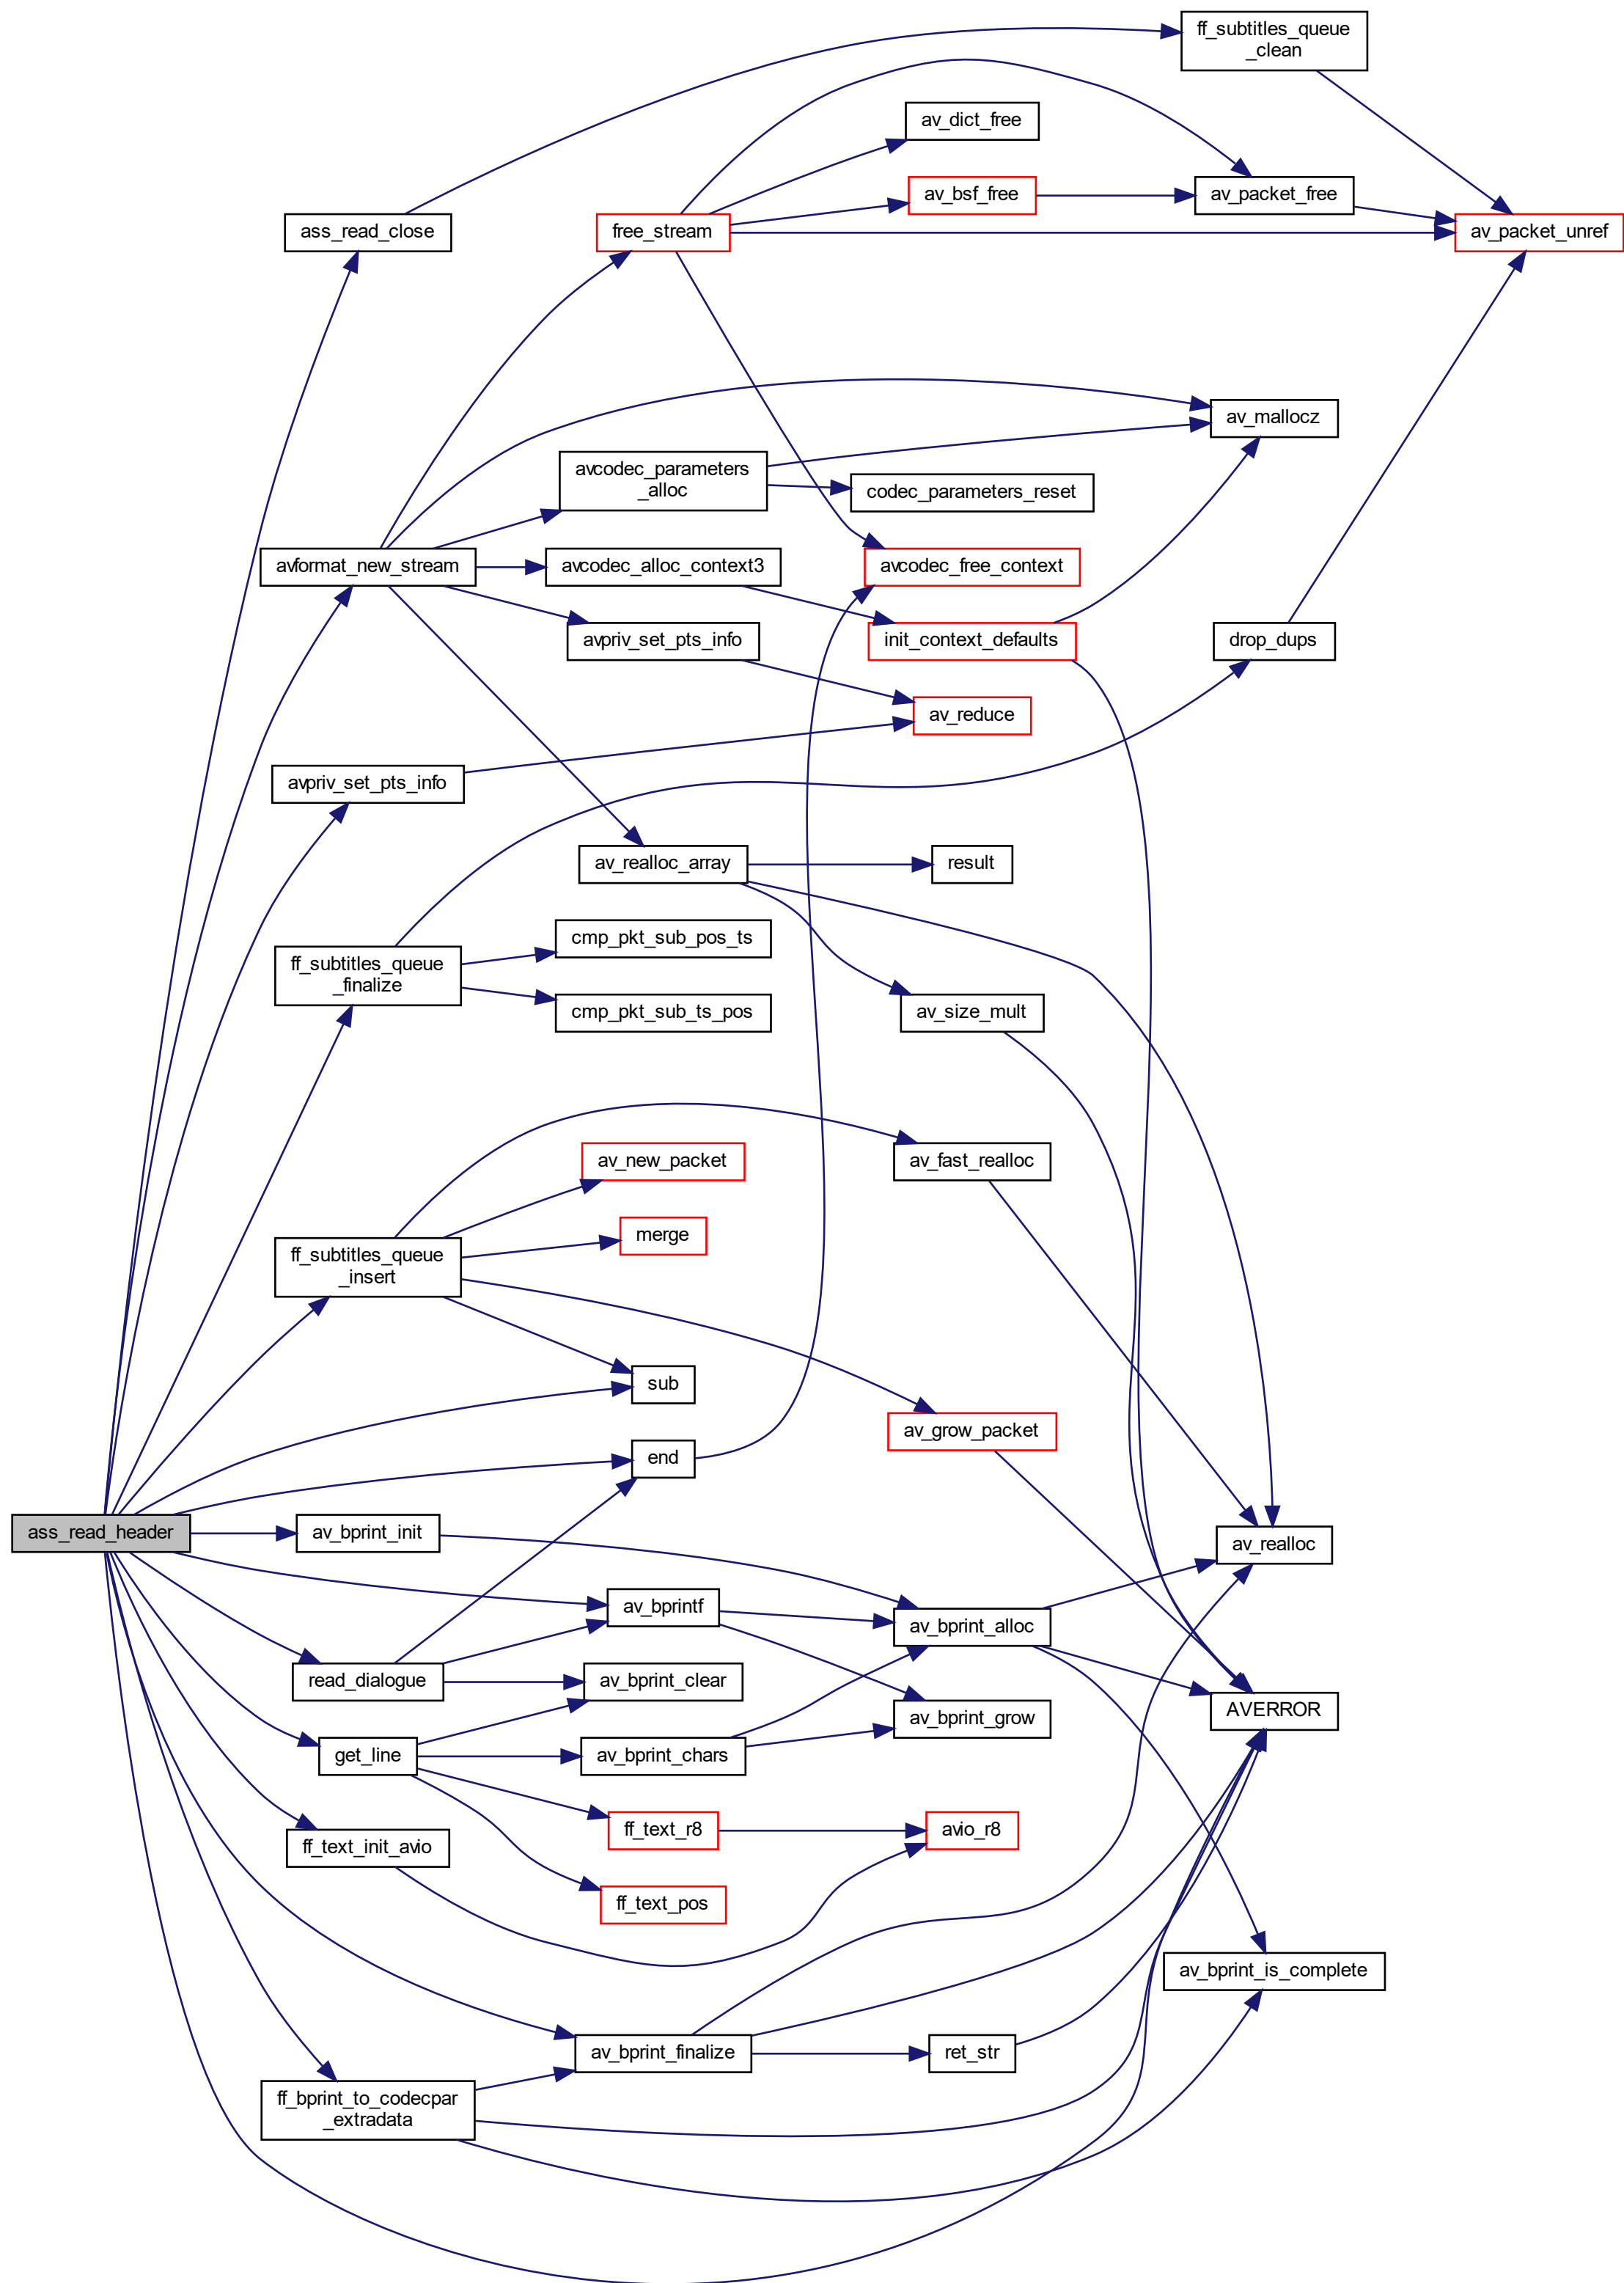 ff_subtitles_queue
_clean
av_dict_free
av_bsf_free
av_packet_free
ass_read_close
free_stream
av_packet_unref
av_mallocz
avcodec_parameters
_alloc
codec_parameters_reset
avformat_new_stream
avcodec_alloc_context3
avcodec_free_context
avpriv_set_pts_info
init_context_defaults
drop_dups
av_reduce
avpriv_set_pts_info
av_realloc_array
result
cmp_pkt_sub_pos_ts
ff_subtitles_queue
_finalize
cmp_pkt_sub_ts_pos
av_size_mult
av_new_packet
av_fast_realloc
merge
ff_subtitles_queue
_insert
sub
av_grow_packet
end
ass_read_header
av_bprint_init
av_realloc
av_bprintf
av_bprint_alloc
read_dialogue
av_bprint_clear
av_bprint_grow
AVERROR
get_line
av_bprint_chars
ff_text_r8
avio_r8
ff_text_init_avio
ff_text_pos
av_bprint_is_complete
av_bprint_finalize
ret_str
ff_bprint_to_codecpar
_extradata